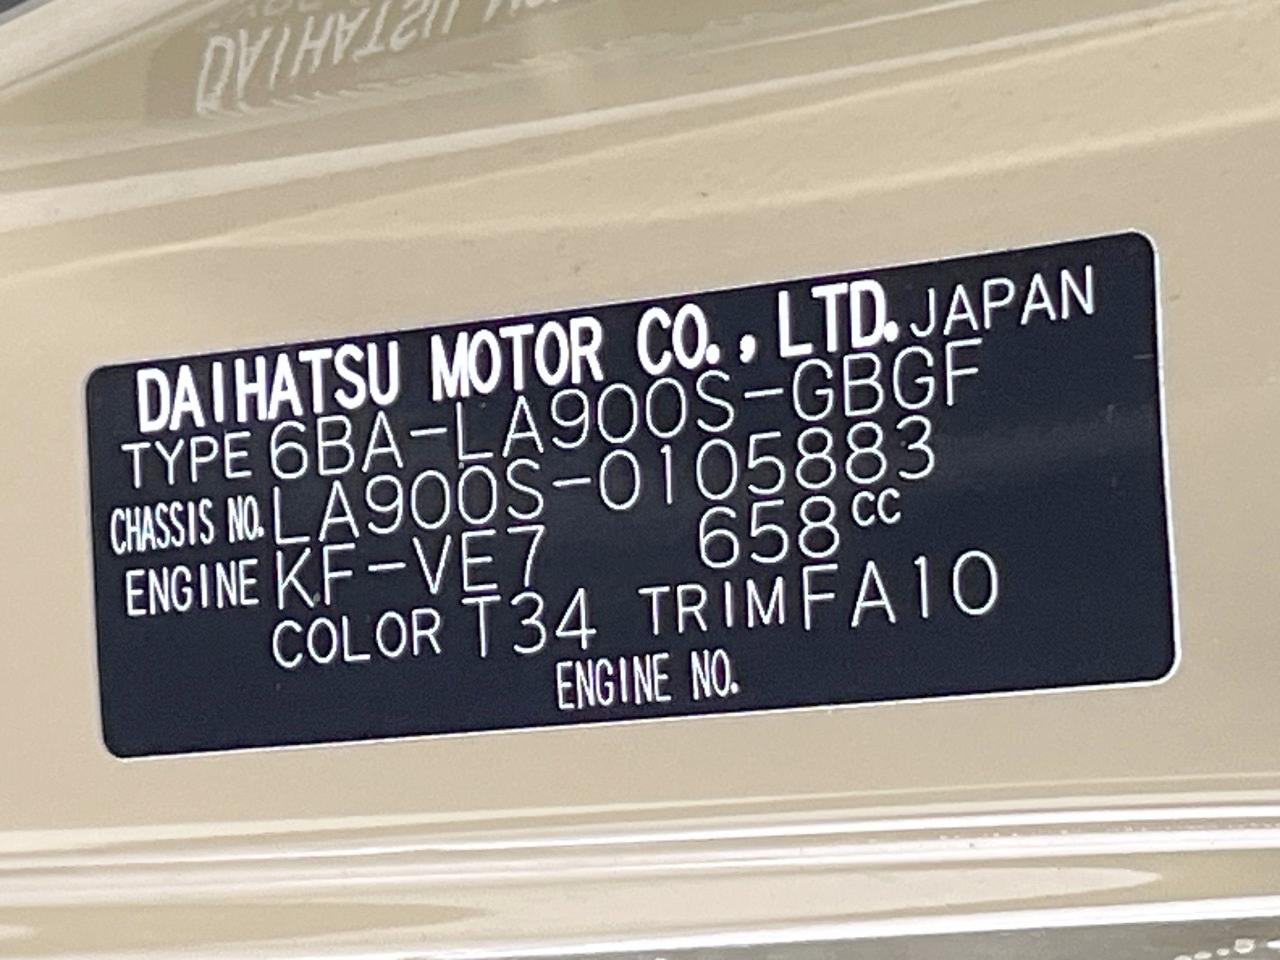 DAIHATSU MOTOR CO., LTD. JAPAN
TYPE 6BA-LA900S-GBGF
CHASSIS NO. LA900S-0105883
ENGINE KF-VE7 658cc
COLOR T34 TRIM FA10
ENGINE NO.